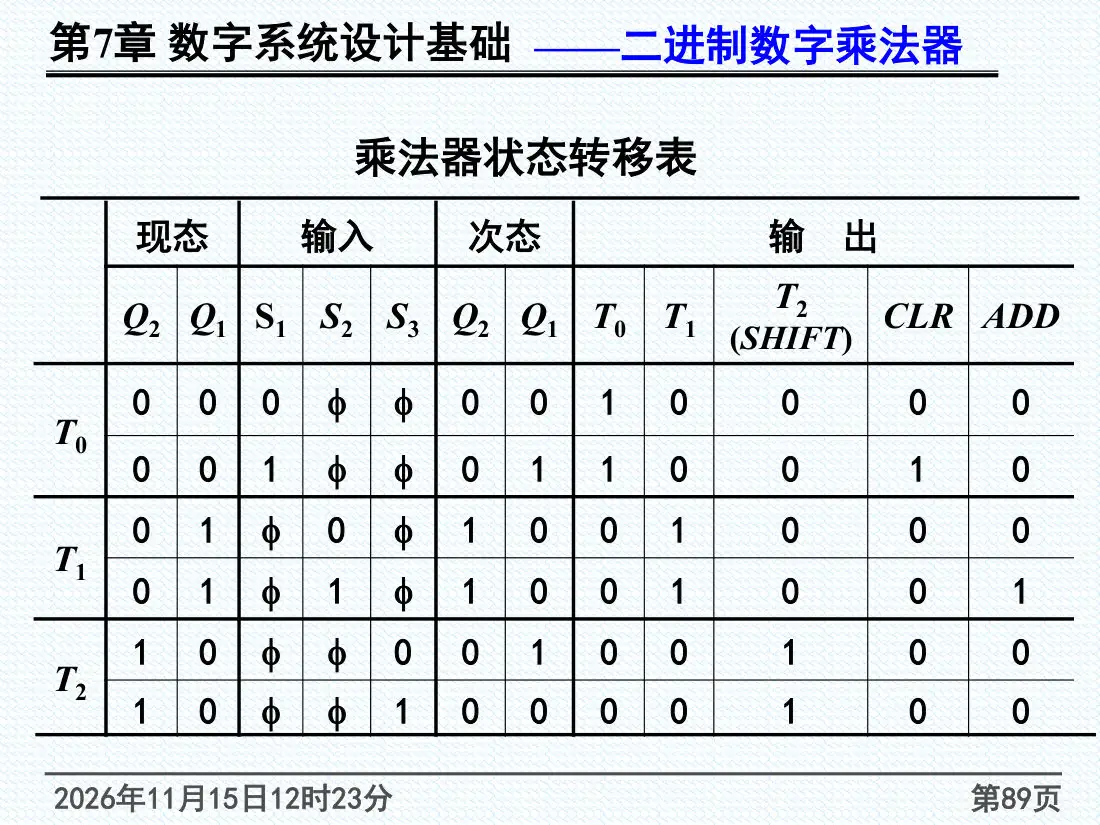 第7章 数字系统设计基础 ——二进制数字乘法器
乘法器状态转移表
现态 输入 次态 输 出
Q2 Q1 S1 S2 S3 Q2 Q1 T0 T1 T2 (SHIFT) CLR ADD
T0 0 0 0 ϕ ϕ 0 0 1 0 0 0 0
0 0 1 ϕ ϕ 0 1 1 0 0 1 0
T1 0 1 ϕ 0 ϕ 1 0 0 1 0 0 0
0 1 ϕ 1 ϕ 1 0 0 1 0 0 1
T2 1 0 ϕ ϕ 0 0 1 0 0 1 0 0
1 0 ϕ ϕ 1 0 0 0 0 1 0 0
2026年11月15日12时23分 第89页